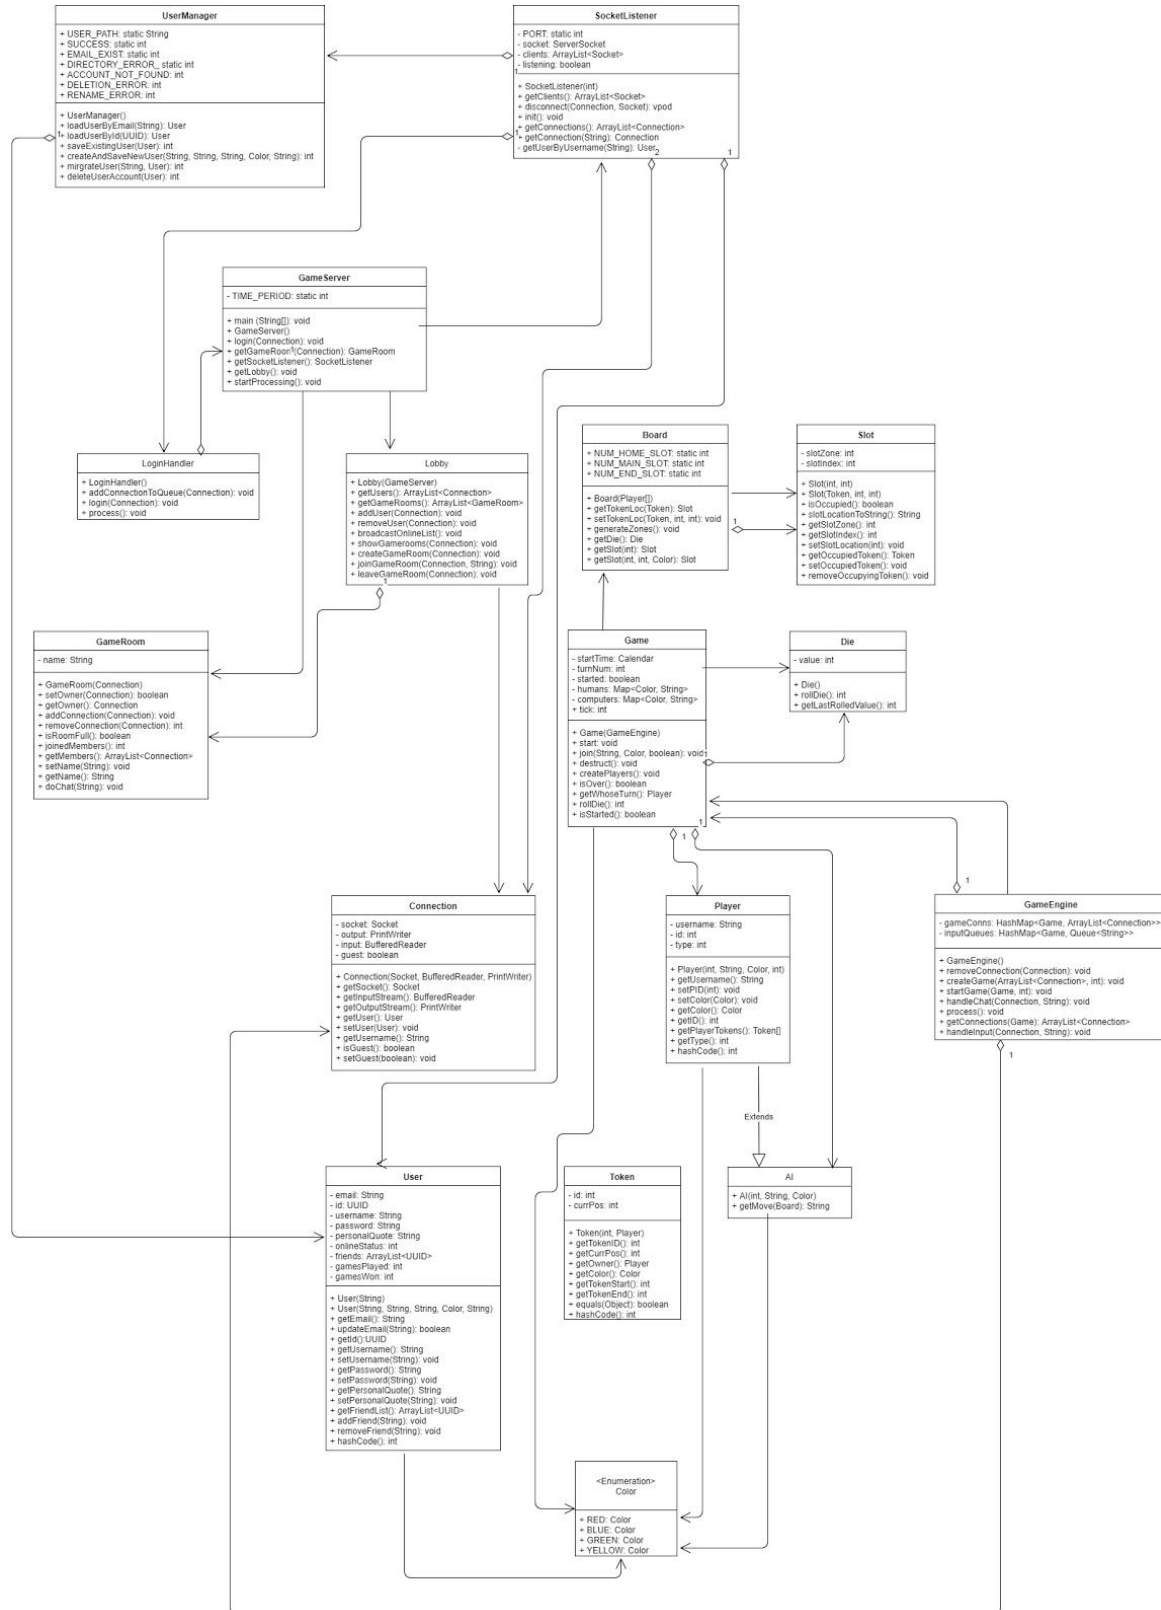 UserManager
+ USER_PATH: static String
+ SUCCESS: static int
+ EMAIL_EXIST: static int
+ DIRECTORY_ERROR_ static int
+ ACCOUNT_NOT_FOUND: int
+ DELETION_ERROR: int
+ RENAME_ERROR: int
+ UserManager()
+ loadUserByEmail(String): User
+ loadUserById(UUID): User
+ saveExistingUser(User): int
+ createAndSaveNewUser(String, String, String, Color, String): int
+ mirgrateUser(String, User): int
+ deleteUserAccount(User): int
1
SocketListener
- PORT: static int
- socket: ServerSocket
- clients: ArrayList<Socket>
- listening: boolean
+ SocketListener(int)
+ getClients(): ArrayList<Socket>
+ disconnect(Connection, Socket): vpod
+ init(): void
+ getConnections(): ArrayList<Connection>
+ getConnection(String): Connection
- getUserByUsername(String): User
1
1
2
1
GameServer
- TIME_PERIOD: static int
+ main (String[]): void
+ GameServer()
+ login(Connection): void
+ getGameRoom(Connection): GameRoom
+ getSocketListener(): SocketListener
+ getLobby(): void
+ startProcessing(): void
1
LoginHandler
+ LoginHandler()
+ addConnectionToQueue(Connection): void
+ login(Connection): void
+ process(): void
Lobby
+ Lobby(GameServer)
+ getUsers(): ArrayList<Connection>
+ getGameRooms(): ArrayList<GameRoom>
+ addUser(Connection): void
+ removeUser(Connection): void
+ broadcastOnlineList(): void
+ showGamerooms(Connection): void
+ createGameRoom(Connection): void
+ joinGameRoom(Connection, String): void
+ leaveGameRoom(Connection): void
1
Board
+ NUM_HOME_SLOT: static int
+ NUM_MAIN_SLOT: static int
+ NUM_END_SLOT: static int
+ Board(Player[])
+ getTokenLoc(Token): Slot
+ setTokenLoc(Token, int, int): void
+ generateZones(): void
+ getDie(): Die
+ getSlot(int): Slot
+ getSlot(int, int, Color): Slot
1
Slot
- slotZone: int
- slotIndex: int
+ Slot(int, int)
+ Slot(Token, int, int)
+ isOccupied(): boolean
+ slotLocationToString(): String
+ getSlotZone(): int
+ getSlotIndex(): int
+ setSlotLocation(int): void
+ getOccupiedToken(): Token
+ setOccupiedToken(): void
+ removeOccupyingToken(): void
GameRoom
- name: String
+ GameRoom(Connection)
+ setOwner(Connection): boolean
+ getOwner(): Connection
+ addConnection(Connection): void
+ removeConnection(Connection): int
+ isRoomFull(): boolean
+ joinedMembers(): int
+ getMembers(): ArrayList<Connection>
+ setName(String): void
+ getName(): String
+ doChat(String): void
Game
- startTime: Calendar
- turnNum: int
- started: boolean
- humans: Map<Color, String>
- computers: Map<Color, String>
+ tick: int
+ Game(GameEngine)
+ start: void
+ join(String, Color, boolean): void
+ destruct(): void
+ createPlayers(): void
+ isOver(): boolean
+ getWhoseTurn(): Player
+ rollDie(): int
+ isStarted(): boolean
1
1
1
Die
- value: int
+ Die()
+ rollDie(): int
+ getLastRolledValue(): int
Connection
- socket: Socket
- output: PrintWriter
- input: BufferedReader
- guest: boolean
+ Connection(Socket, BufferedReader, PrintWriter)
+ getSocket(): Socket
+ getInputStream(): BufferedReader
+ getOutputStream(): PrintWriter
+ getUser(): User
+ setUser(User): void
+ getUsername(): String
+ isGuest(): boolean
+ setGuest(boolean): void
Player
- username: String
- id: int
- type: int
+ Player(int, String, Color, int)
+ getUsername(): String
+ setPID(int): void
+ setColor(Color): void
+ getColor(): Color
+ getID(): int
+ getPlayerTokens(): Token[]
+ getType(): int
+ hashCode(): int
1
GameEngine
- gameConns: HashMap<Game, ArrayList<Connection>>
- inputQueues: HashMap<Game, Queue<String>>
+ GameEngine()
+ removeConnection(Connection): void
+ createGame(ArrayList<Connection>, int): void
+ startGame(Game, int): void
+ handleChat(Connection, String): void
+ process(): void
+ getConnections(Game): ArrayList<Connection>
+ handleInput(Connection, String): void
1
Extends
User
- email: String
- id: UUID
- username: String
- password: String
- personalQuote: String
- onlineStatus: int
- friends: ArrayList<UUID>
- gamesPlayed: int
- gamesWon: int
+ User(String)
+ User(String, String, String, Color, String)
+ getEmail(): String
+ updateEmail(String): boolean
+ getId():UUID
+ getUsername(): String
+ setUsername(String): void
+ getPassword(): String
+ setPassword(String): void
+ getPersonalQuote(): String
+ setPersonalQuote(String): void
+ getFriendList(): ArrayList<UUID>
+ addFriend(String): void
+ removeFriend(String): void
+ hashCode(): int
Token
- id: int
- currPos: int
+ Token(int, Player)
+ getTokenID(): int
+ getCurrPos(): int
+ getOwner(): Player
+ getColor(): Color
+ getTokenStart(): int
+ getTokenEnd(): int
+ equals(Object): boolean
+ hashCode(): int
AI
+ AI(int, String, Color)
+ getMove(Board): String
<Enumeration>
Color
+ RED: Color
+ BLUE: Color
+ GREEN: Color
+ YELLOW: Color